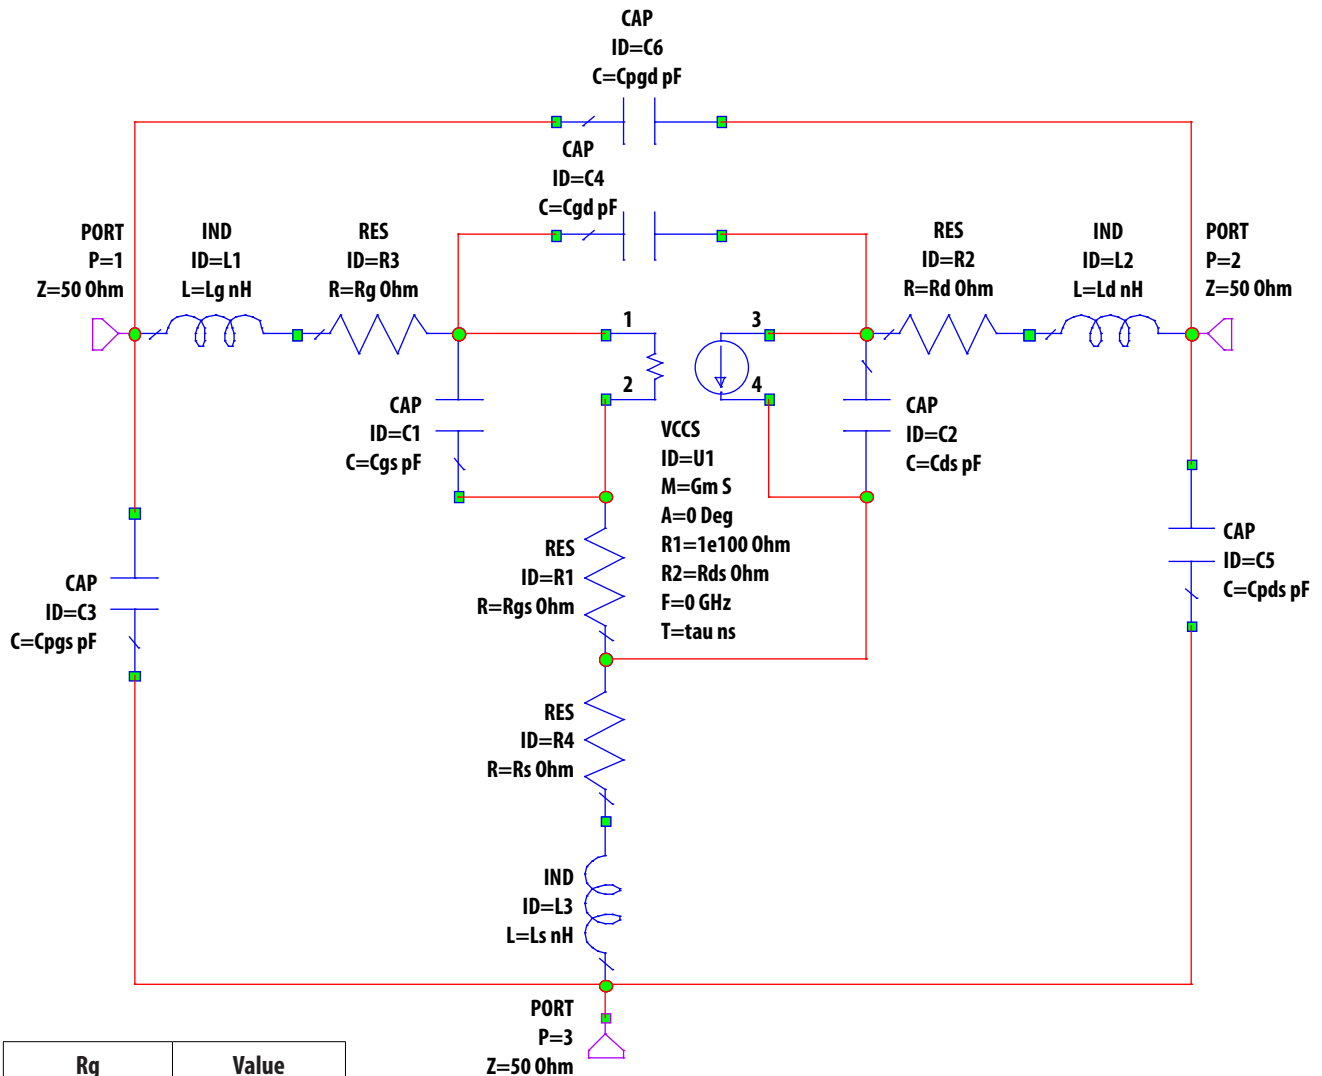 CAP
ID=C6
C=Cpgd pF
CAP
ID=C4
C=Cgd pF
PORT
P=1
Z=50 Ohm
IND
ID=L1
L=Lg nH
RES
ID=R3
R=Rg Ohm
RES
ID=R2
R=Rd Ohm
IND
ID=L2
L=Ld nH
PORT
P=2
Z=50 Ohm
1
2
3
4
CAP
ID=C1
C=Cgs pF
VCCS
ID=U1
M=Gm S
A=0 Deg
R1=1e100 Ohm
R2=Rds Ohm
F=0 GHz
T=tau ns
CAP
ID=C2
C=Cds pF
CAP
ID=C3
C=Cpgs pF
RES
ID=R1
R=Rgs Ohm
CAP
ID=C5
C=Cpds pF
RES
ID=R4
R=Rs Ohm
IND
ID=L3
L=Ls nH
PORT
P=3
Z=50 Ohm
Rg Value